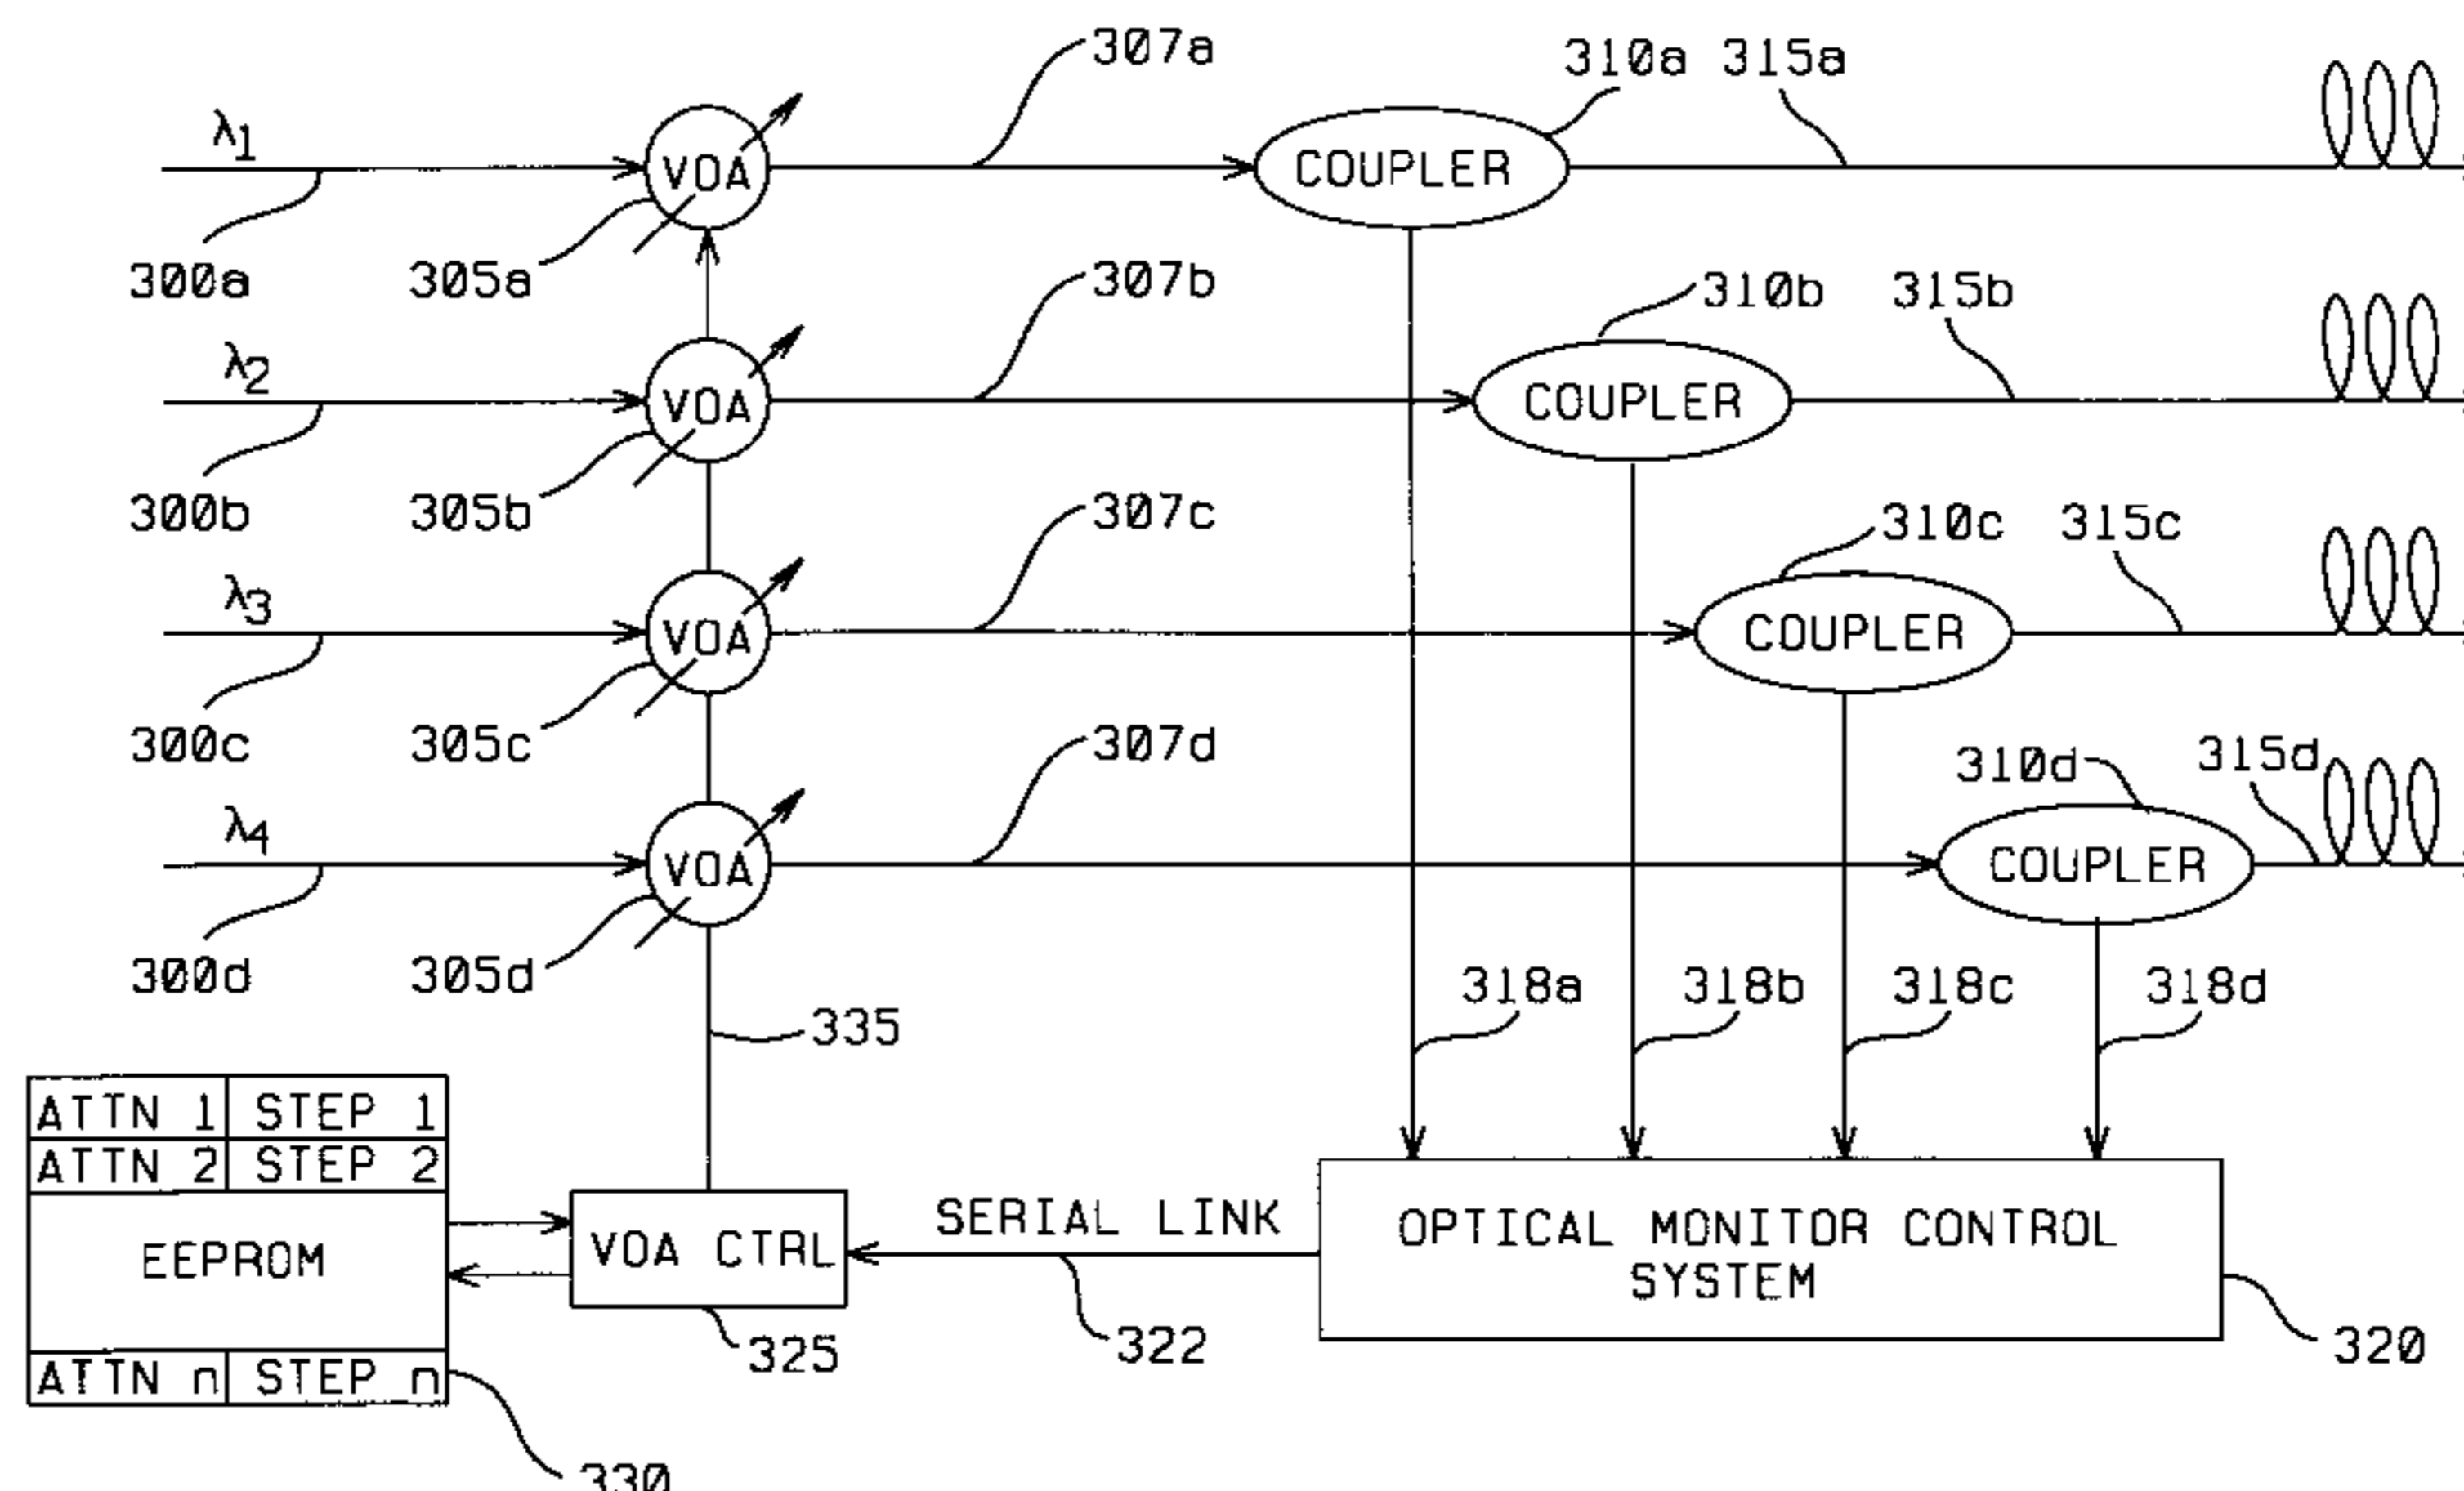 307a
310a 315a
λ1
VOA
COUPLER
300a
305a
307b
310b
315b
λ2
VOA
COUPLER
300b
305b
307c
310c
315c
λ3
VOA
COUPLER
300c
305c
307d
310d
315d
λ4
VOA
COUPLER
300d
305d
318a
318b
318c
318d
335
ATTN 1 STEP 1
ATTN 2 STEP 2
EEPROM
ATTN n STEP n
VOA CTRL
SERIAL LINK
OPTICAL MONITOR CONTROL
SYSTEM
325
322
320
330